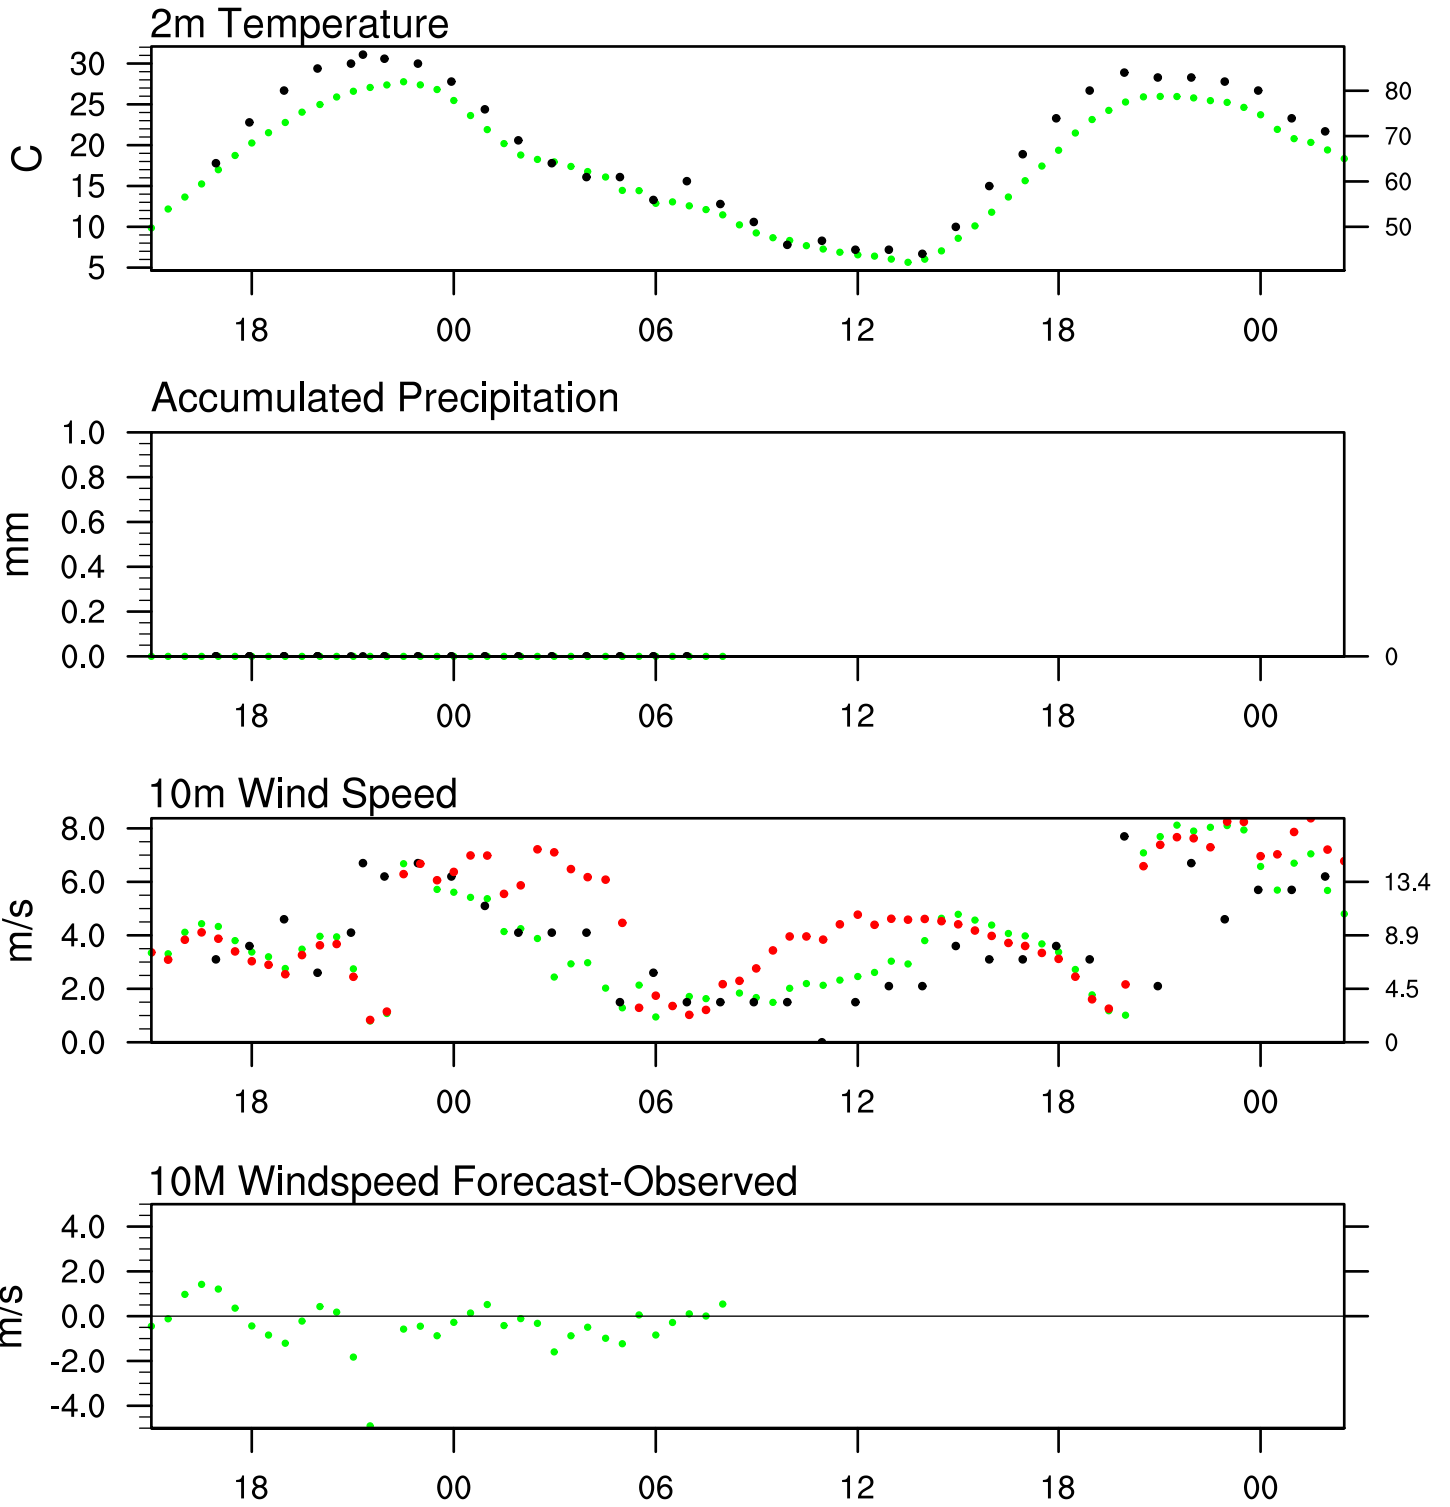 2m Temperature
30
25
20
15
10
5
C
80
70
60
50
18 00 06 12 18 00
Accumulated Precipitation
1.0
0.8
0.6
0.4
0.2
0.0
mm
0
18 00 06 12 18 00
10m Wind Speed
8.0
6.0
4.0
2.0
0.0
m/s
13.4
8.9
4.5
0
18 00 06 12 18 00
10M Windspeed Forecast-Observed
4.0
2.0
0.0
-2.0
-4.0
m/s
18 00 06 12 18 00